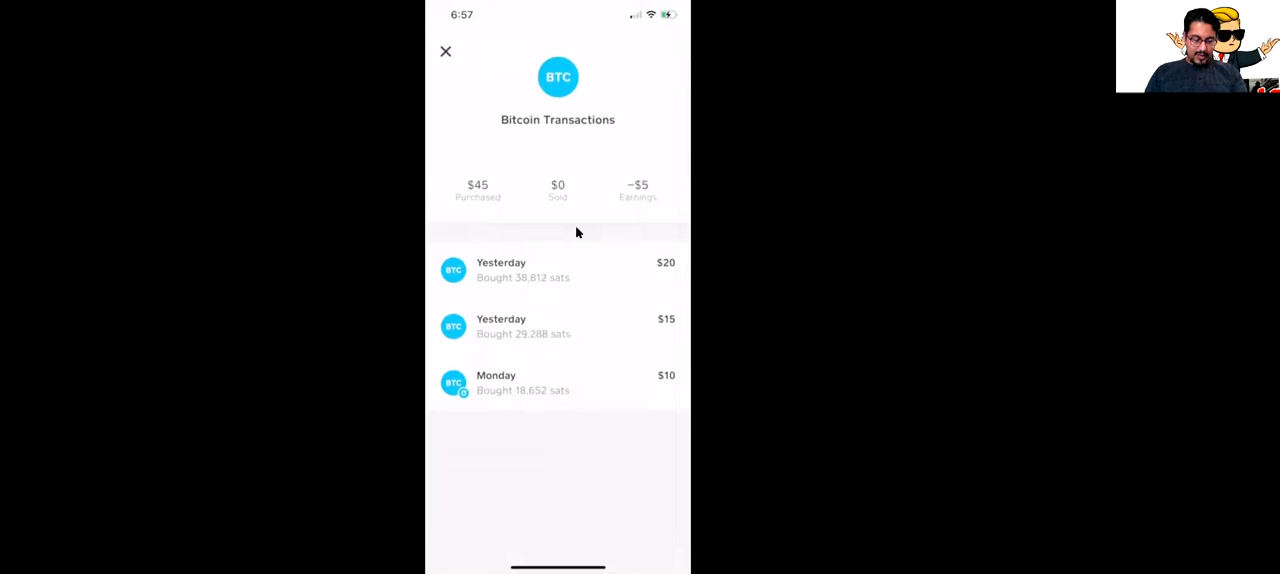 6:57
BTC
Bitcoin Transactions
$45
Purchased
$0
Sold
–$5
Earnings
BTC
Yesterday
$20
Bought 38,812 sats
BTC
Yesterday
$15
Bought 29,288 sats
BTC
Monday
$10
Bought 18,652 sats